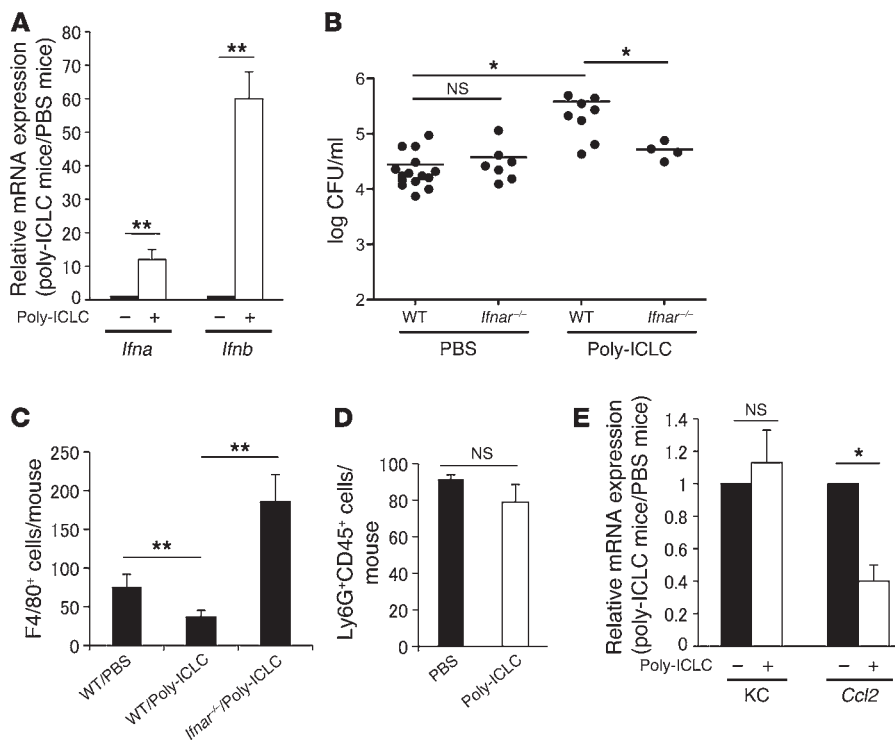 A
Relative mRNA expression
(poly-ICLC mice/PBS mice)
80
70
60
50
40
30
20
10
0
**
**
Poly-ICLC − + − +
Ifna Ifnb
B
log CFU/ml
6
5
4
3
2
*
*
NS
WT Ifnar−/− WT Ifnar−/−
PBS Poly-ICLC
C
F4/80+ cells/mouse
250
200
150
100
50
0
**
**
WT/PBS
WT/Poly-ICLC
Ifnar−/−/Poly-ICLC
D
Ly6G+CD45+ cells/
mouse
100
80
60
40
20
0
NS
PBS
Poly-ICLC
E
Relative mRNA expression
(poly-ICLC mice/PBS mice)
1.4
1.2
1
0.8
0.6
0.4
0.2
0
NS
*
Poly-ICLC − + − +
KC Ccl2